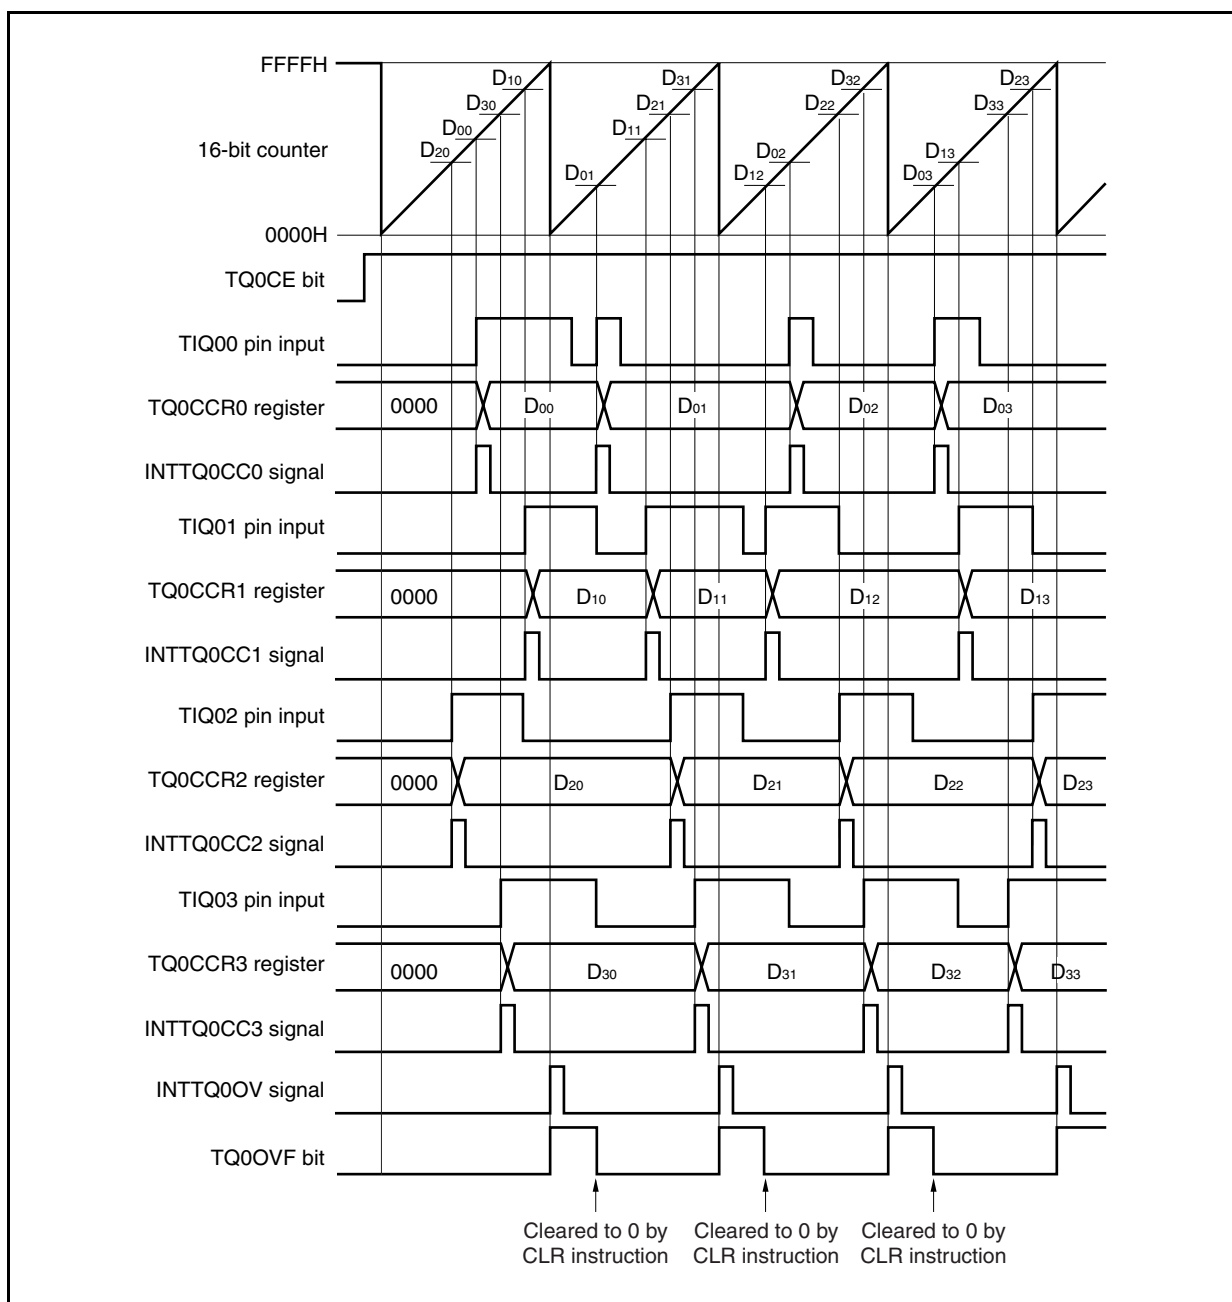 FFFFH
16-bit counter
0000H
D20
D00
D30
D10
D01
D11
D21
D31
D12
D02
D22
D32
D03
D13
D33
D23
TQ0CE bit
TIQ00 pin input
TQ0CCR0 register
0000
D00
D01
D02
D03
INTTQ0CC0 signal
TIQ01 pin input
TQ0CCR1 register
0000
D10
D11
D12
D13
INTTQ0CC1 signal
TIQ02 pin input
TQ0CCR2 register
0000
D20
D21
D22
D23
INTTQ0CC2 signal
TIQ03 pin input
TQ0CCR3 register
0000
D30
D31
D32
D33
INTTQ0CC3 signal
INTTQ0OV signal
TQ0OVF bit
Cleared to 0 by
CLR instruction
Cleared to 0 by
CLR instruction
Cleared to 0 by
CLR instruction